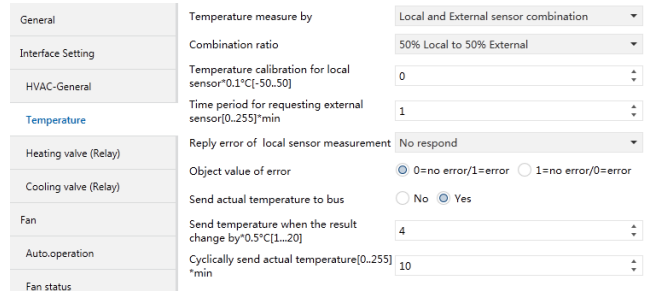 General
Interface Setting
HVAC-General
Temperature
Heating valve (Relay)
Cooling valve (Relay)
Fan
Auto.operation
Fan status
Temperature measure by
Local and External sensor combination
Combination ratio
50% Local to 50% External
Temperature calibration for local
sensor*0.1°C[-50..50]
0
Time period for requesting external
sensor[0..255]*min
1
Reply error of local sensor measurement
No respond
Object value of error
0=no error/1=error 1=no error/0=error
Send actual temperature to bus
No Yes
Send temperature when the result
change by*0.5°C[1...20]
4
Cyclically send actual temperature[0..255]
*min
10